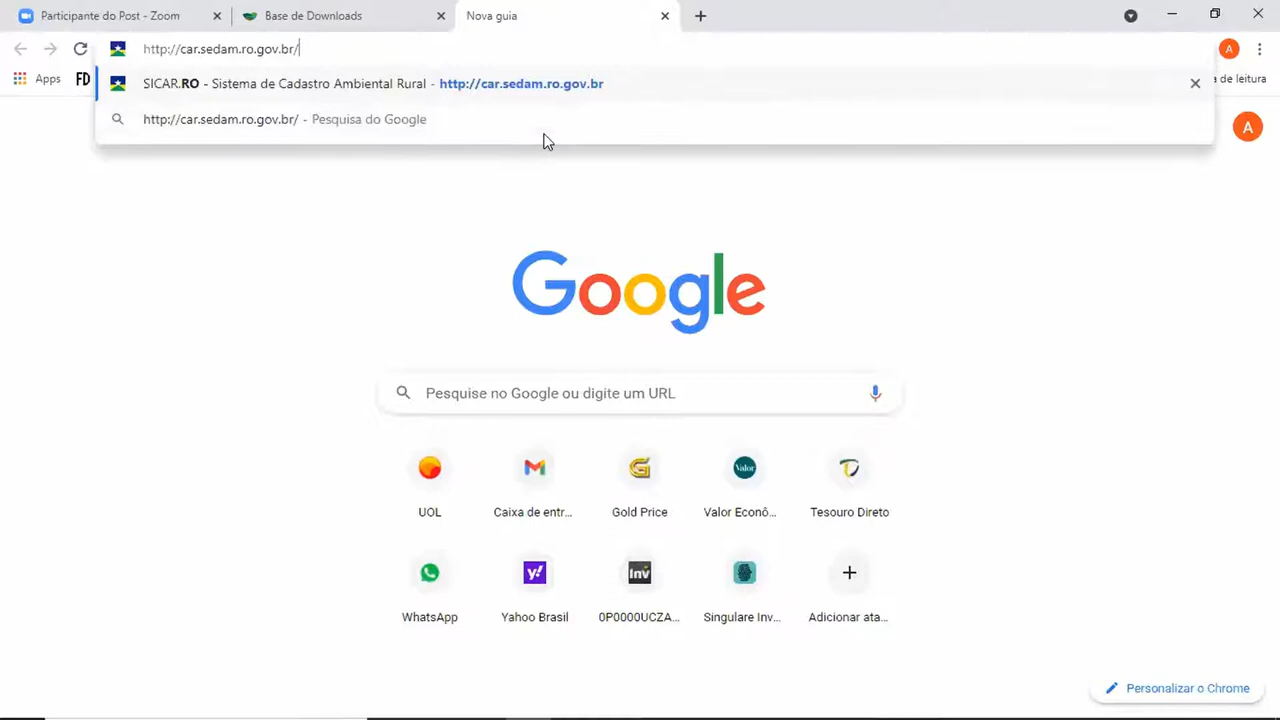 Participante do Post - Zoom
Base de Downloads
Nova guia
http://car.sedam.ro.gov.br/
A
Apps
FD
a de leitura
SICAR.RO - Sistema de Cadastro Ambiental Rural - http://car.sedam.ro.gov.br
http://car.sedam.ro.gov.br/ - Pesquisa do Google
A
Google
Pesquise no Google ou digite um URL
Valor
y!
Inv
UOL
Caixa de entr...
Gold Price
Valor Econô...
Tesouro Direto
WhatsApp
Yahoo Brasil
0P0000UCZA...
Singulare Inv...
Adicionar ata...
Personalizar o Chrome